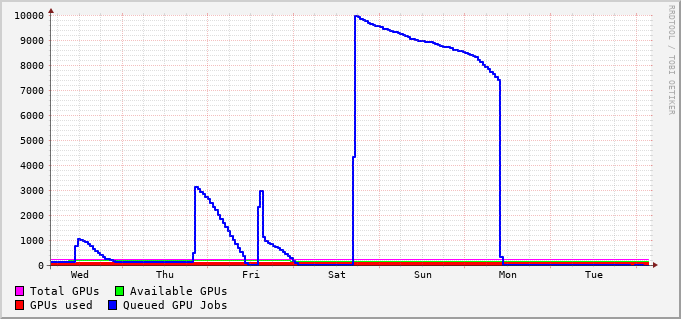 10000
9000
8000
7000
6000
5000
4000
3000
2000
1000
0
Wed Thu Fri Sat Sun Mon Tue
Total GPUs Available GPUs
GPUs used Queued GPU Jobs
RRDTOOL / TOBI OETIKER